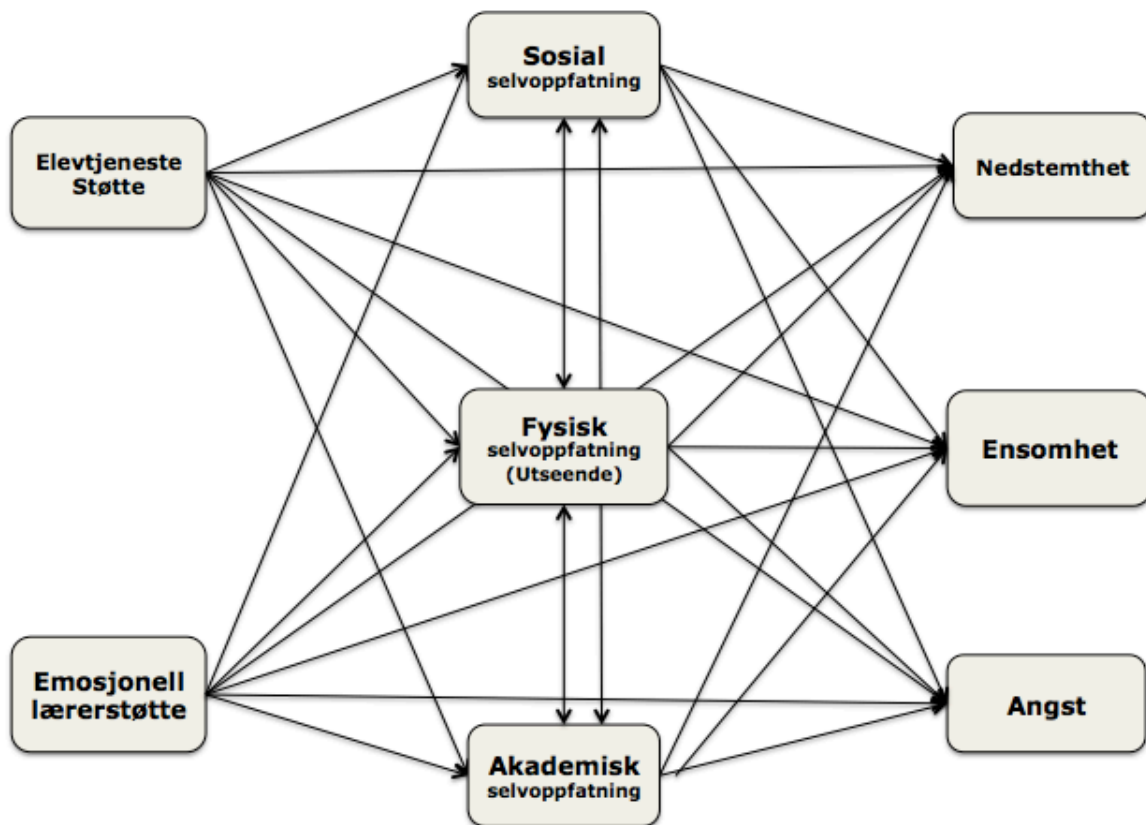 Sosial
selvoppfatning
Elevtjeneste
Støtte
Nedstemthet
Fysisk
selvoppfatning
(Utseende)
Ensomhet
Emosjonell
lærerstøtte
Angst
Akademisk
selvoppfatning